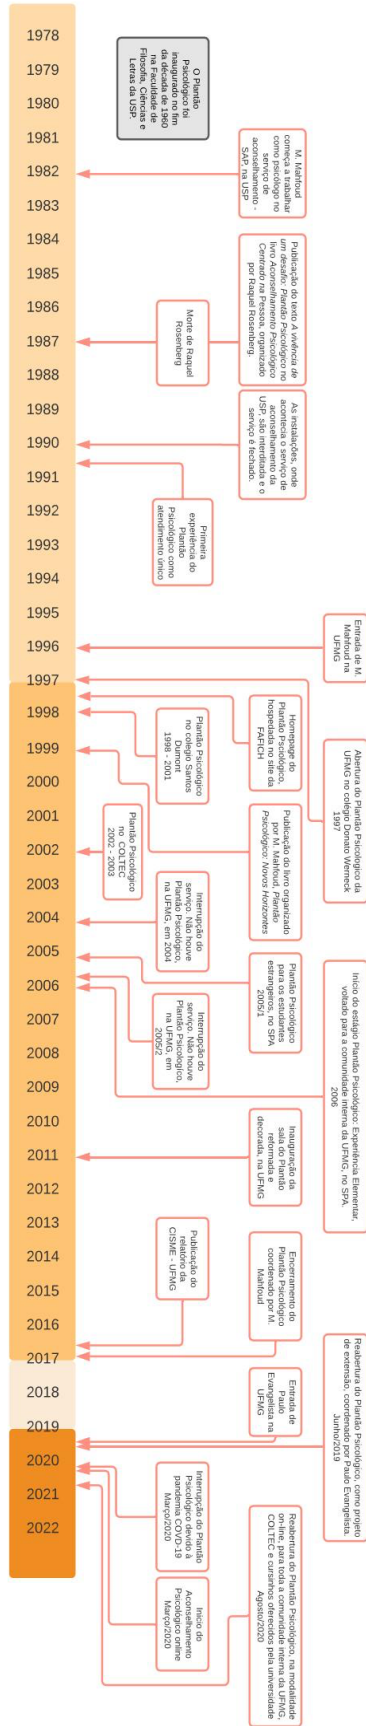 1978
1979
1980
1981
1982
1983
1984
1985
1986
1987
1988
1989
1990
1991
1992
1993
1994
1995
1996
1997
1998
1999
2000
2001
2002
2003
2004
2005
2006
2007
2008
2009
2010
2011
2012
2013
2014
2015
2016
2017
2018
2019
2020
2021
2022
O Plantão
Psicológico foi
inaugurado no fim
da década de 1960
na Faculdade de
Filosofia, Ciências e
Letras da USP.
M. Mahfoud
começa a trabalhar
como psicólogo no
serviço de
aconselhamento -
SAP, na USP
Publicação do texto A vivência de
um desafio: Plantão Psicológico no
livro Aconselhamento Psicológico
Centrado na Pessoa, organizado
por Raquel Rosenberg.
Morte de Raquel
Rosenberg
As instalações, onde
acontecia o serviço de
aconselhamento da
USP, são interditada e o
serviço é fechado.
Primeira
experiência do
Plantão
Psicológico como
atendimento único
Entrada de M.
Mahfoud na
UFMG
Abertura do Plantão Psicológico da
UFMG no colégio Donato Werneck
1997
Homepage do
Plantão Psicológico,
hospedada no site da
FAFICH
Plantão Psicológico
no colégio Santos
Dumont
1998 - 2001
Publicação do livro organizado
por M. Mahfoud, Plantão
Psicológico: Novos Horizontes
Plantão Psicológico
no COLTEC
2002 - 2003
Interrupção do
serviço. Não houve
Plantão Psicológico,
na UFMG, em 2004
Plantão Psicológico
para os estudantes
estrangeiros, no SPA
2005/1
Interrupção do
serviço. Não houve
Plantão Psicológico,
na UFMG, em
2005/2
Início do estágio Plantão Psicológico: Experiência Elementar,
voltado para a comunidade interna da UFMG, no SPA.
2006
Inauguração da
sala do Plantão
reformada e
decorada, na UFMG
Publicação do
relatório da
CISME - UFMG
Encerramento do
Plantão Psicológico
coordenado por M.
Mahfoud
Entrada de
Paulo
Evangelista na
UFMG
Reabertura do Plantão Psicológico, como projeto
de extensão, coordenado por Paulo Evangelista.
Junho/2019
Interrupção do Plantão
Psicológico devido à
pandemia COVD-19
Março/2020
Início do
Aconselhamento
Psicológico online
Março/2020
Reabertura do Plantão Psicológico, na modalidade
on-line, para toda a comunidade interna da UFMG,
COLTEC e cursinhos oferecidos pela universidade
Agosto/2020